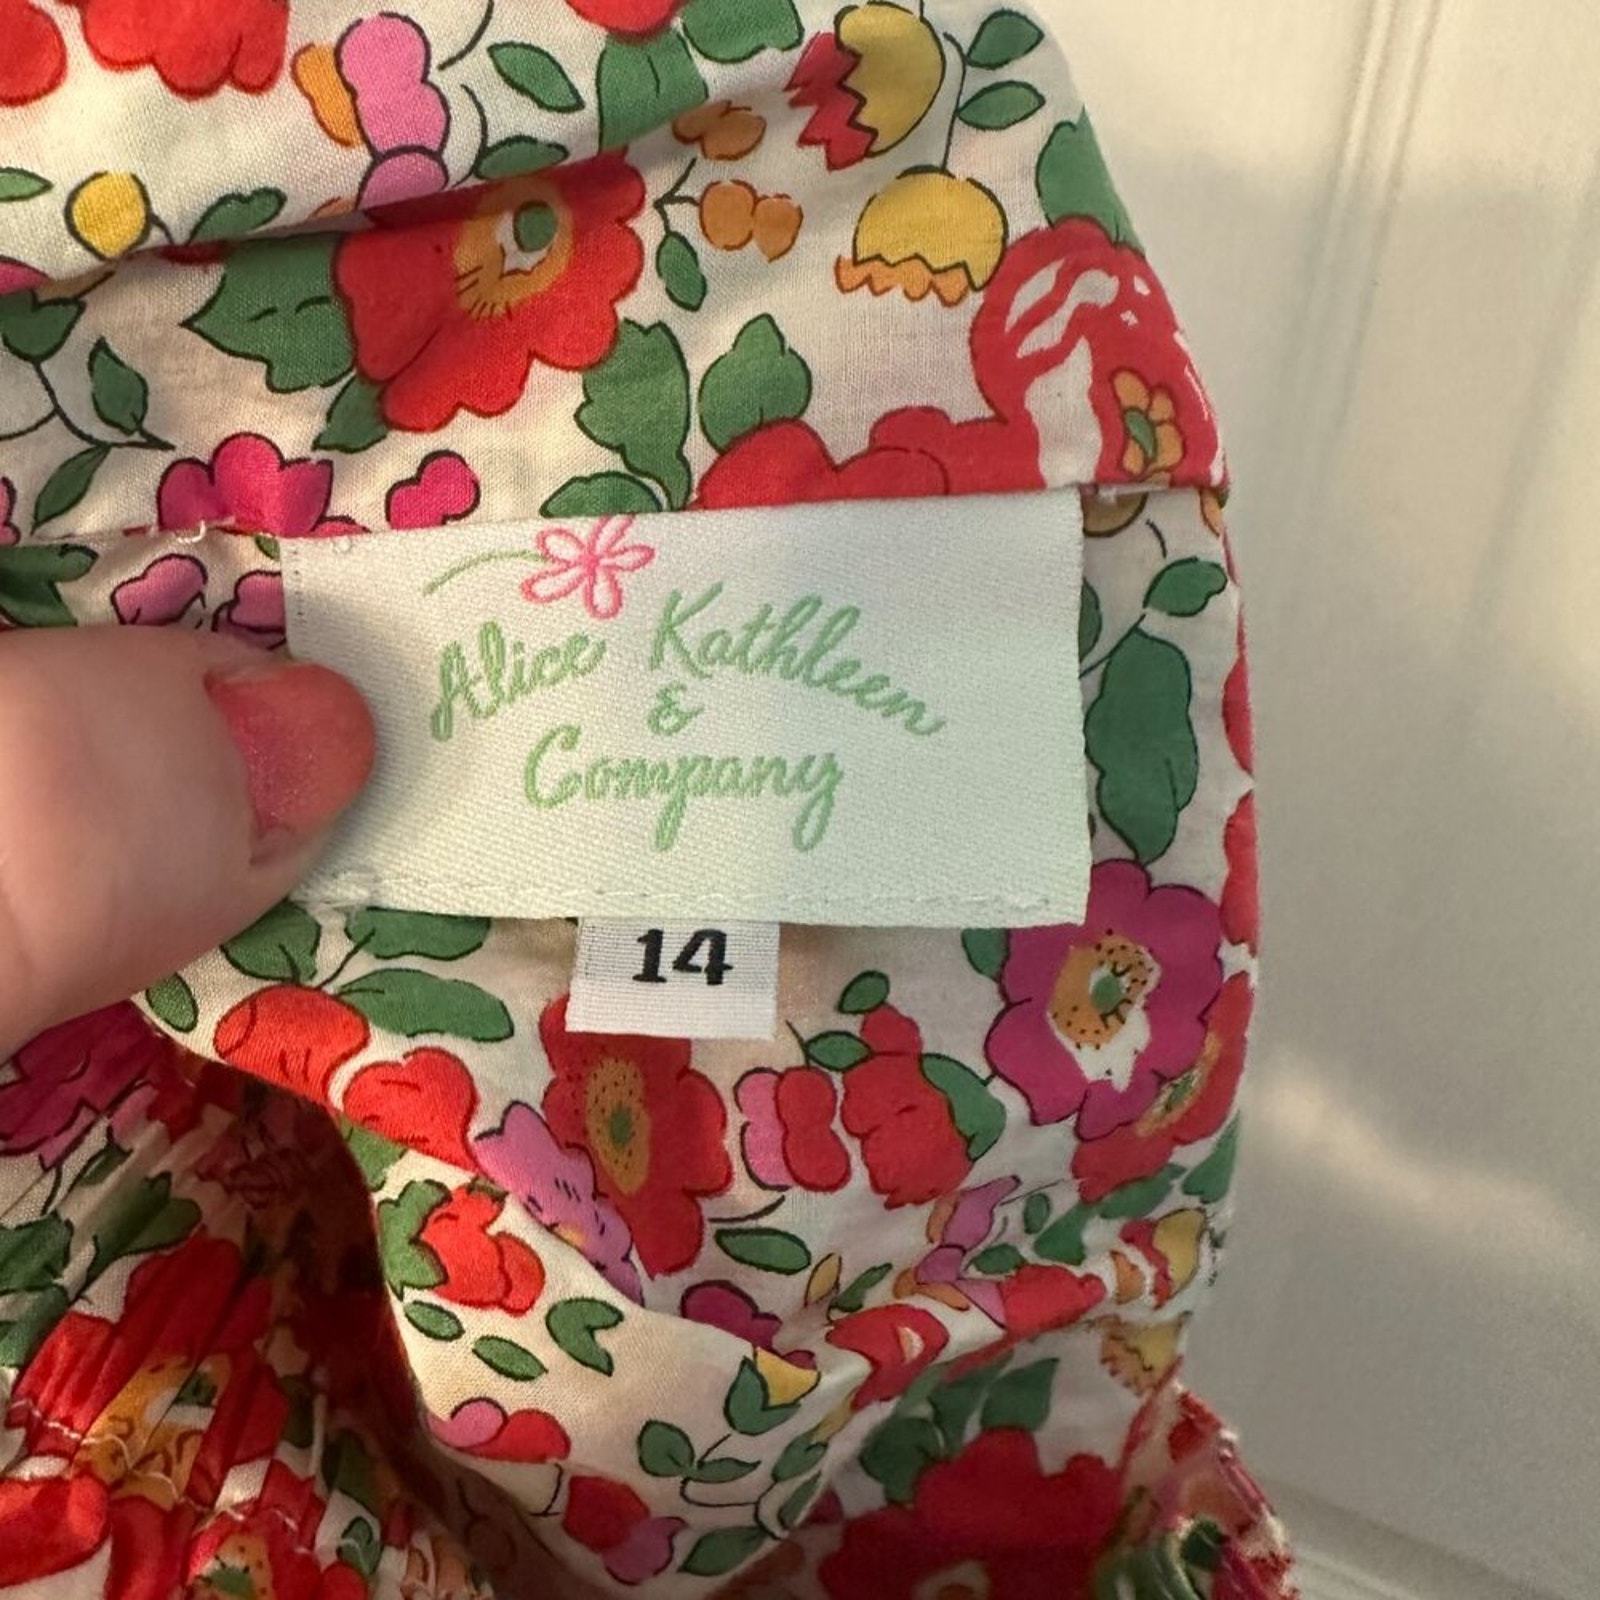 Alice Kathleen
&
Company
14